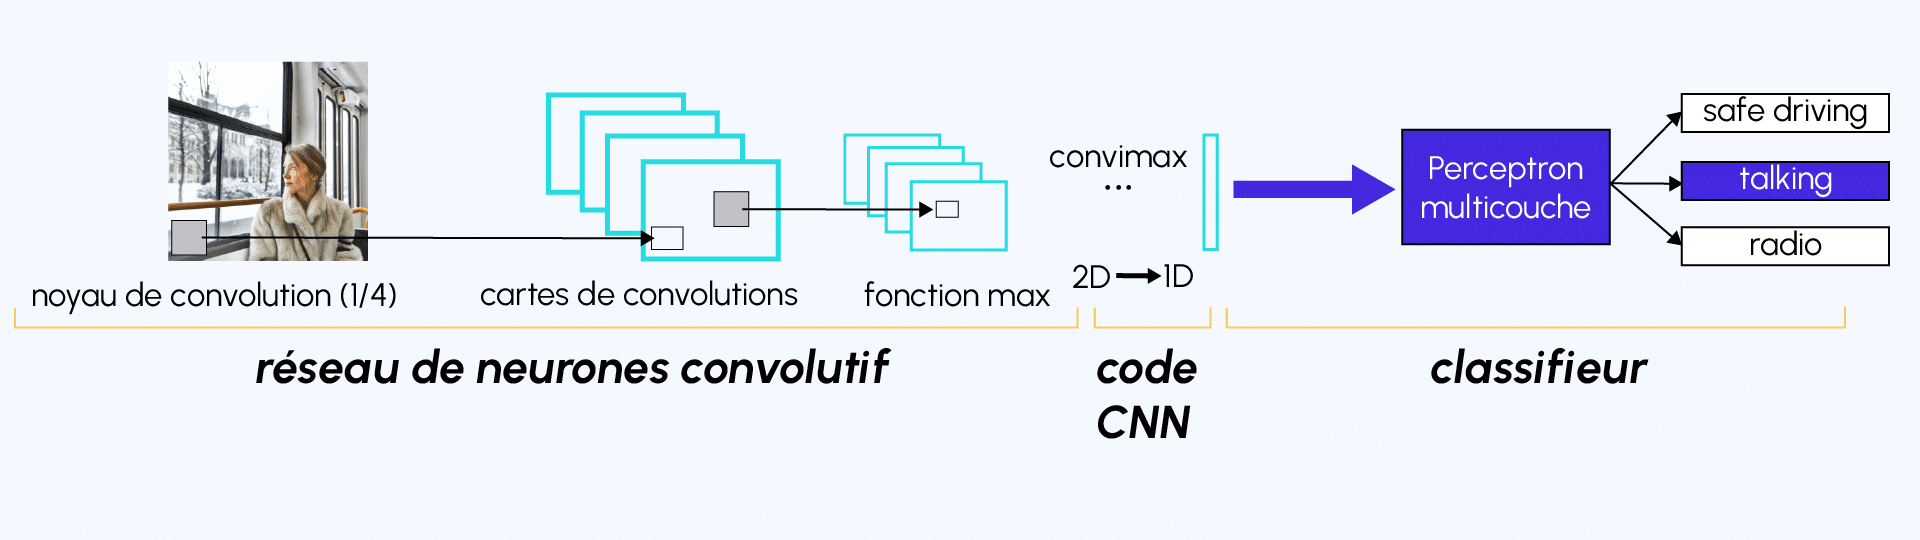 noyau de convolution (1/4)
cartes de convolutions
fonction max
convimax
...
2D
1D
Perceptron
multicouche
safe driving
talking
radio
réseau de neurones convolutif
code
CNN
classifieur